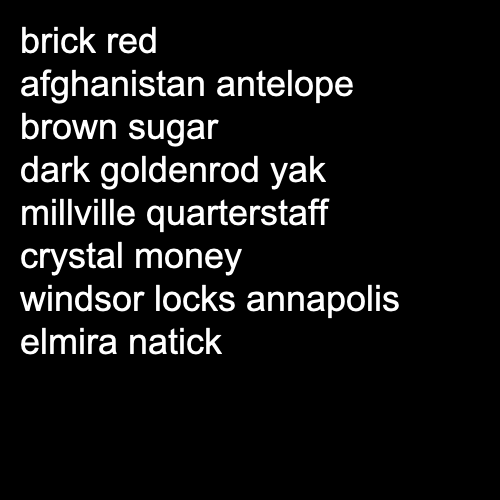 brick red
afghanistan antelope
brown sugar
dark goldenrod yak
millville quarterstaff
crystal money
windsor locks annapolis
elmira natick